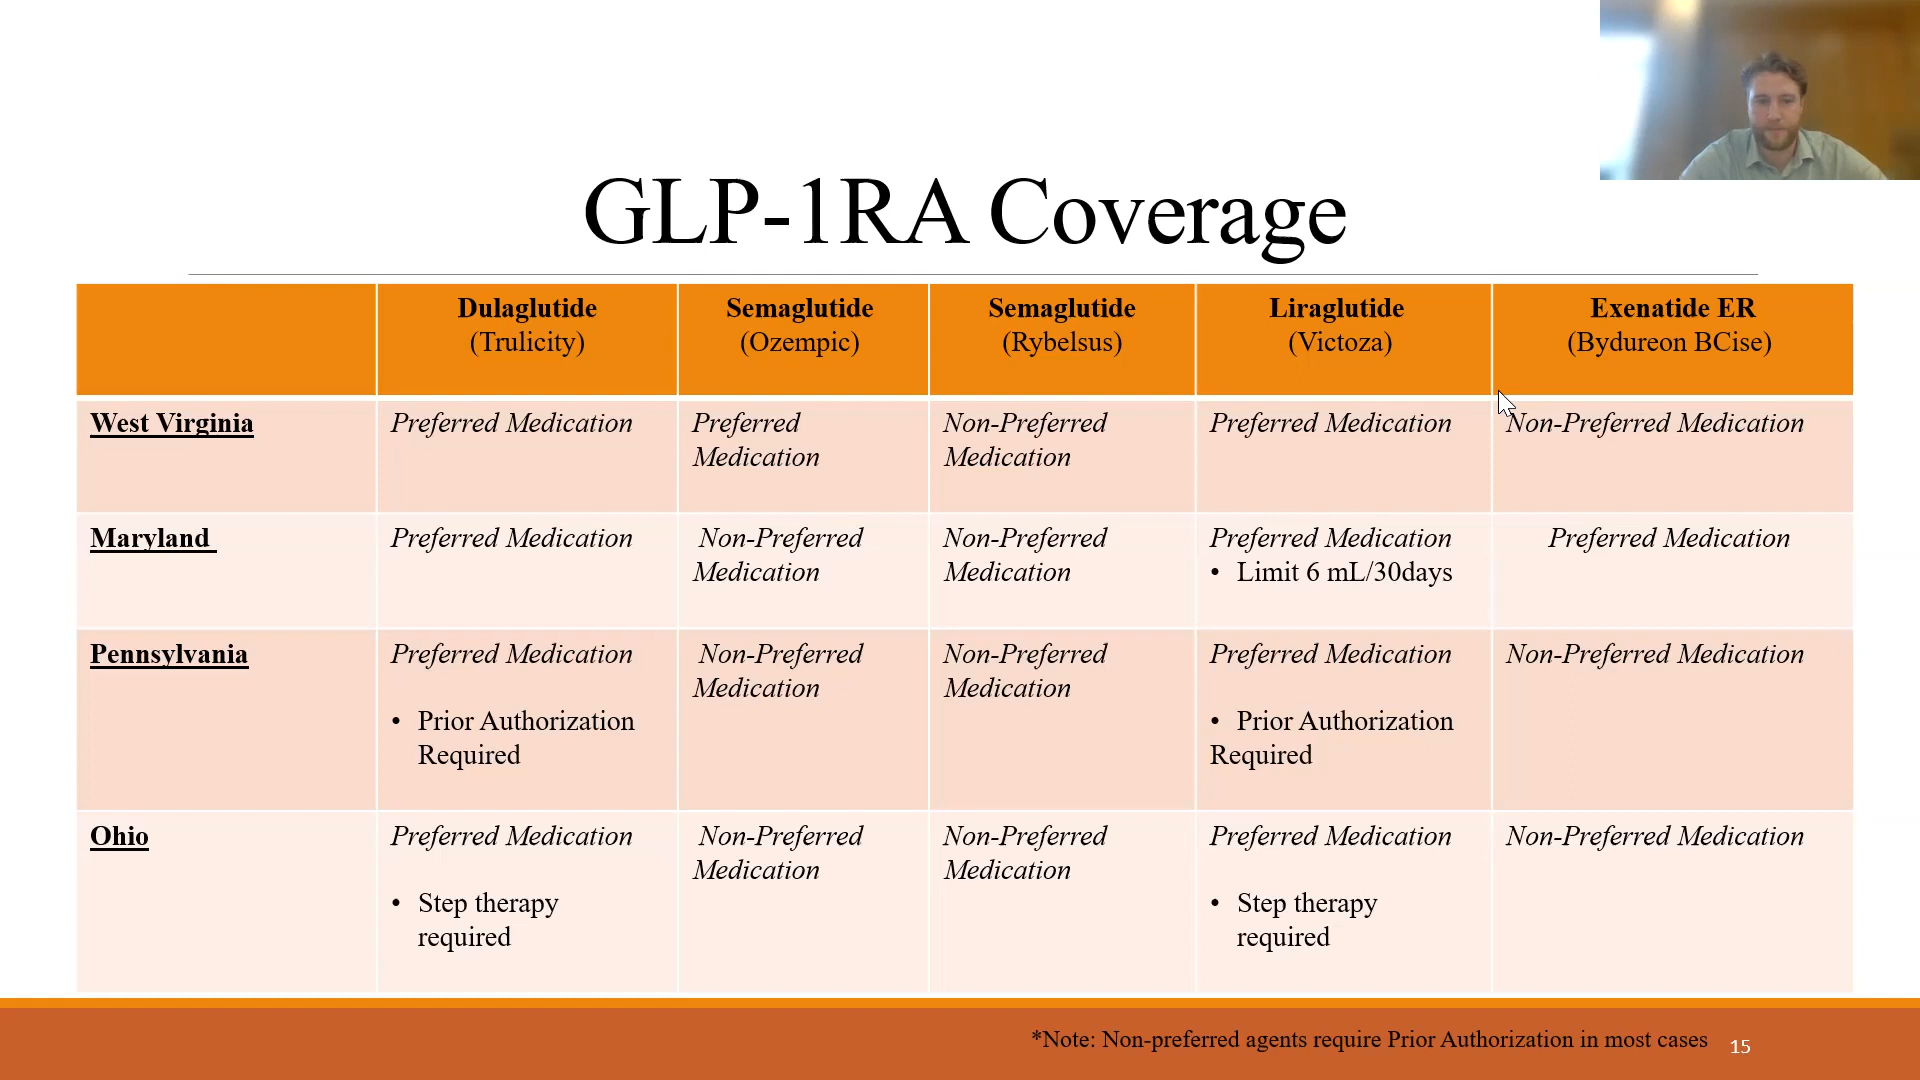 GLP-1RA Coverage
Dulaglutide
(Trulicity)
Semaglutide
(Ozempic)
Semaglutide
(Rybelsus)
Liraglutide
(Victoza)
Exenatide ER
(Bydureon BCise)
West Virginia
Preferred Medication
Preferred
Medication
Non-Preferred
Medication
Preferred Medication
Non-Preferred Medication
Maryland
Preferred Medication
Non-Preferred
Medication
Non-Preferred
Medication
Preferred Medication
• Limit 6 mL/30days
Preferred Medication
Pennsylvania
Preferred Medication
• Prior Authorization
Required
Non-Preferred
Medication
Non-Preferred
Medication
Preferred Medication
• Prior Authorization
Required
Non-Preferred Medication
Ohio
Preferred Medication
• Step therapy
required
Non-Preferred
Medication
Non-Preferred
Medication
Preferred Medication
• Step therapy
required
Non-Preferred Medication
*Note: Non-preferred agents require Prior Authorization in most cases
15